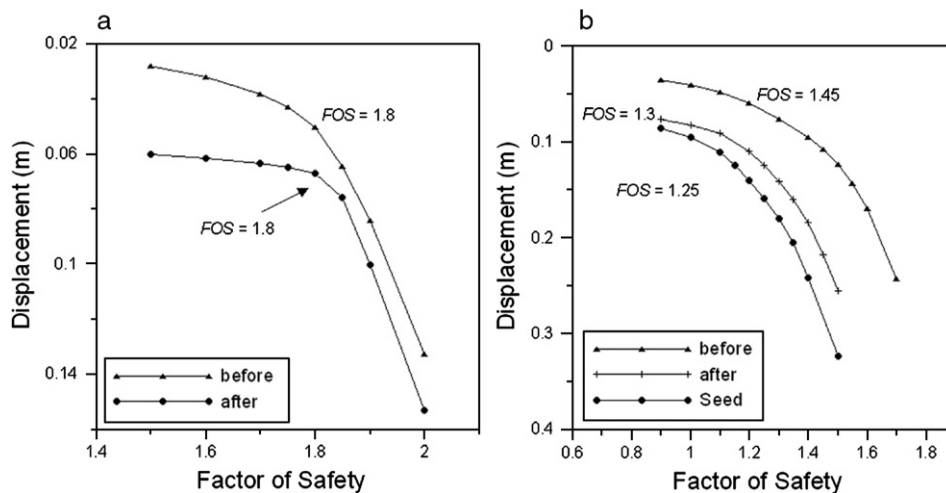 a
0.02
0.06
0.1
0.14
Displacement (m)
FOS = 1.8
FOS = 1.8
before
after
1.4
1.6
1.8
2
Factor of Safety
b
0
0.1
0.2
0.3
0.4
Displacement (m)
FOS = 1.45
FOS = 1.3
FOS = 1.25
before
after
Seed
0.6
0.8
1
1.2
1.4
1.6
1.8
Factor of Safety